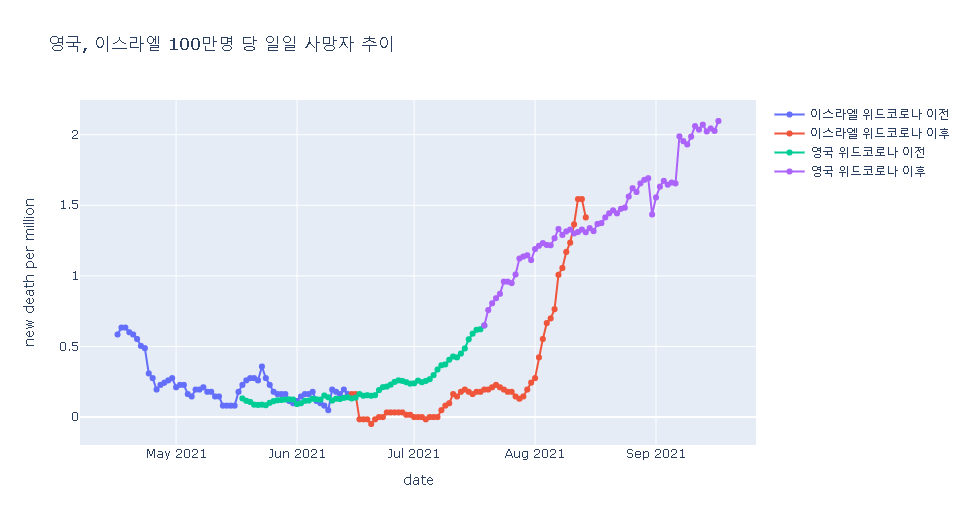 영국, 이스라엘 100만명 당 일일 사망자 추이
이스라엘 위드코로나 이전
이스라엘 위드코로나 이후
영국 위드코로나 이전
영국 위드코로나 이후
new death per million
2
1.5
1
0.5
0
May 2021
Jun 2021
Jul 2021
Aug 2021
Sep 2021
date